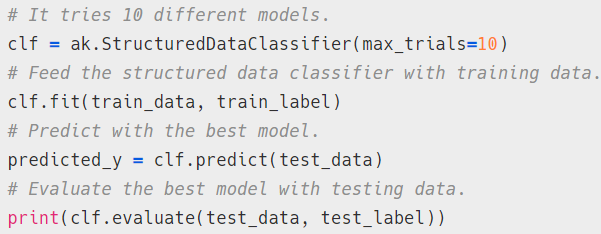 # It tries 10 different models.
clf = ak.StructuredDataClassifier(max_trials=10)
# Feed the structured data classifier with training data.
clf.fit(train_data, train_label)
# Predict with the best model.
predicted_y = clf.predict(test_data)
# Evaluate the best model with testing data.
print(clf.evaluate(test_data, test_label))